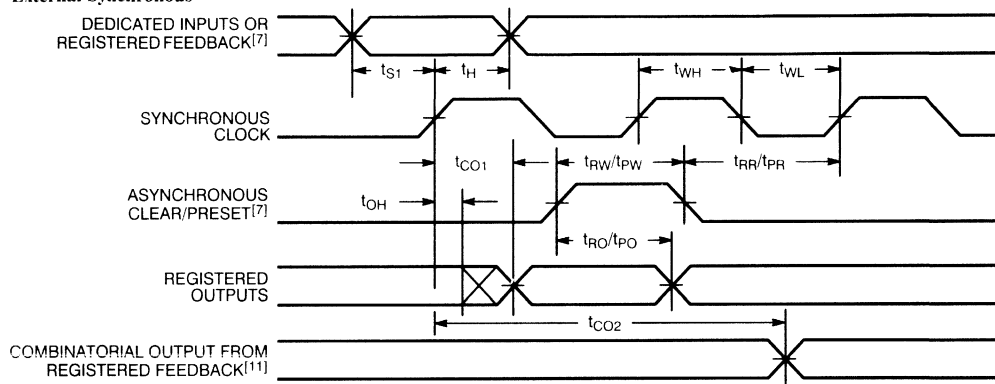 External Synchronous
DEDICATED INPUTS OR
REGISTERED FEEDBACK[7]
tS1
tH
tWH
tWL
SYNCHRONOUS
CLOCK
tCO1
tRW/tPW
tRR/tPR
ASYNCHRONOUS
CLEAR/PRESET[7]
tOH
tRO/tPO
REGISTERED
OUTPUTS
tCO2
COMBINATORIAL OUTPUT FROM
REGISTERED FEEDBACK[11]